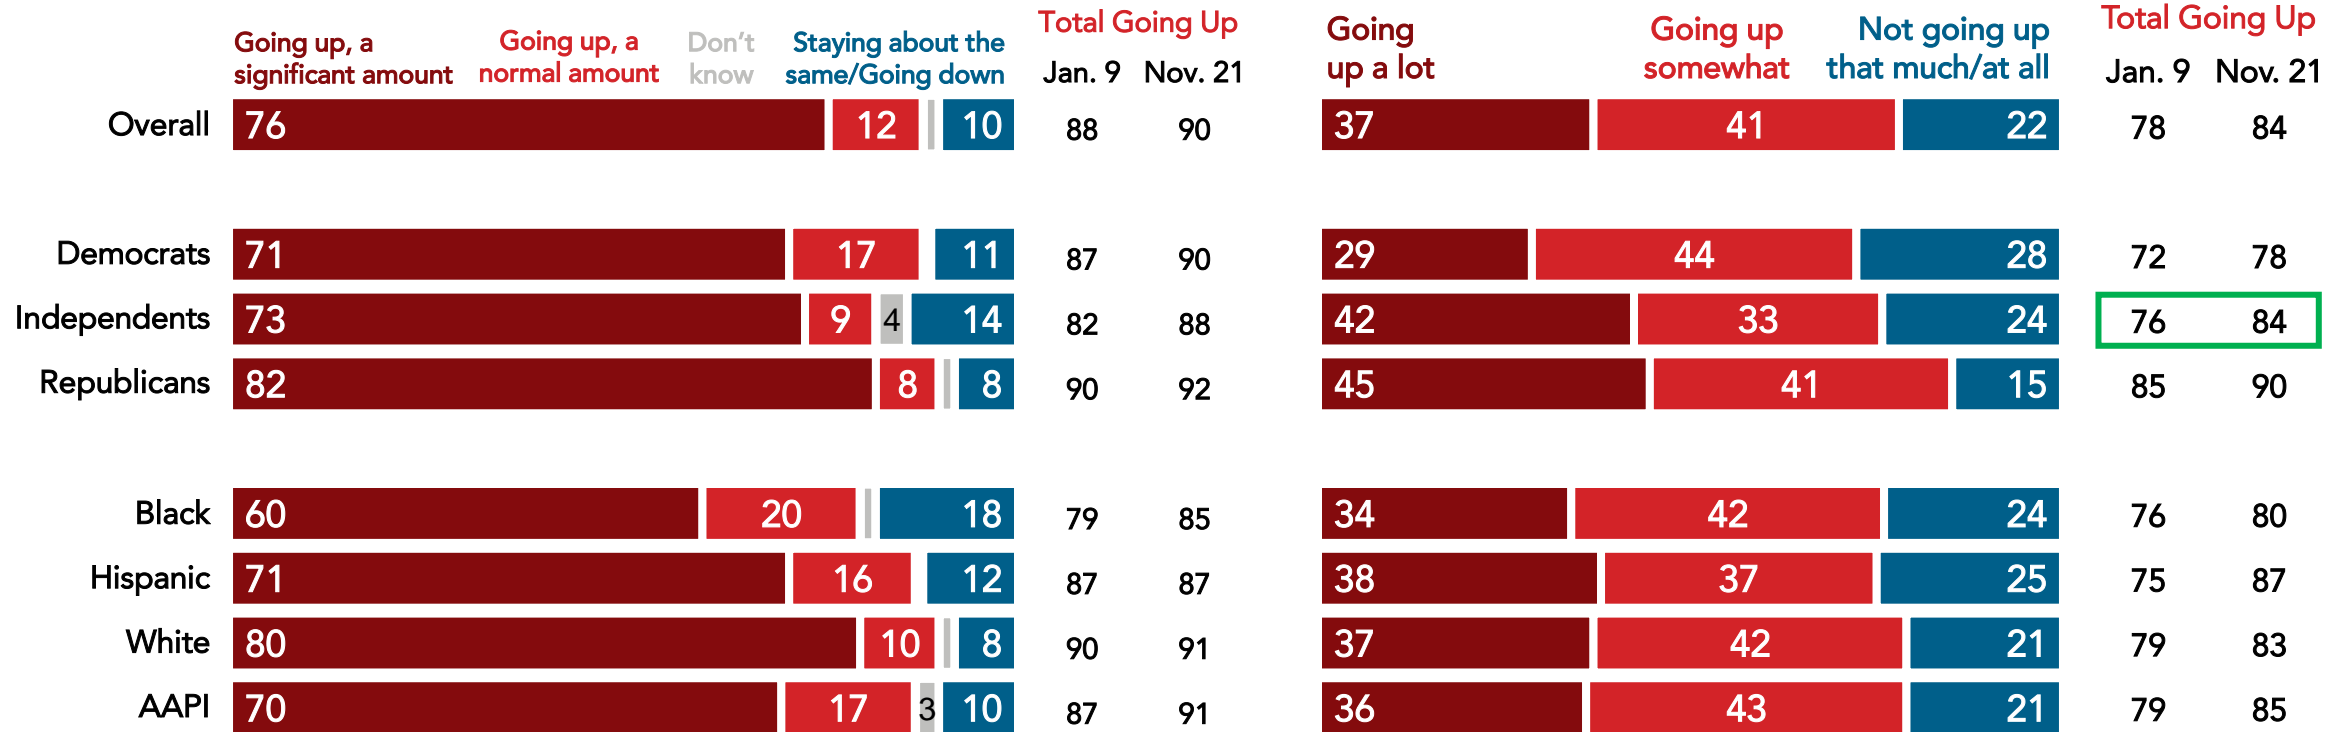 Going up, a
significant amount
Going up, a
normal amount
Don't
know
Staying about the
same/Going down
Total Going Up
Jan. 9 Nov. 21
Going
up a lot
Going up
somewhat
Not going up
that much/at all
Total Going Up
Jan. 9 Nov. 21
Overall 76 12 10 88 90 37 41 22 78 84
Democrats 71 17 11 87 90 29 44 28 72 78
Independents 73 9 4 14 82 88 42 33 24 76 84
Republicans 82 8 8 90 92 45 41 15 85 90
Black 60 20 18 79 85 34 42 24 76 80
Hispanic 71 16 12 87 87 38 37 25 75 87
White 80 10 8 90 91 37 42 21 79 83
AAPI 70 17 3 10 87 91 36 43 21 79 85